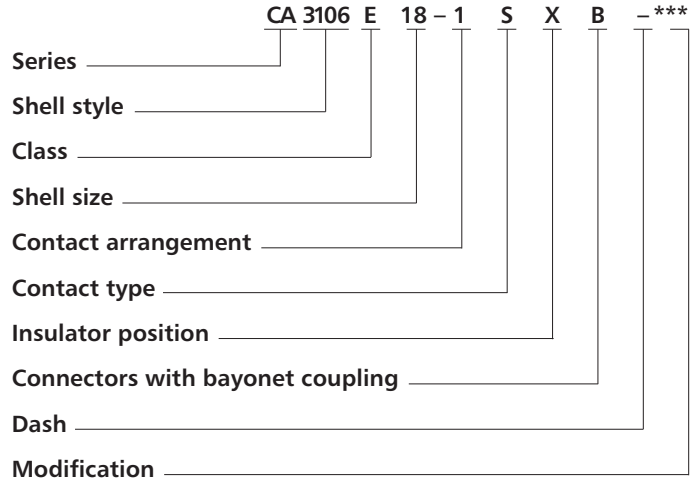 CA 3106 E 18 – 1 S X B – ***
Series
Shell style
Class
Shell size
Contact arrangement
Contact type
Insulator position
Connectors with bayonet coupling
Dash
Modification